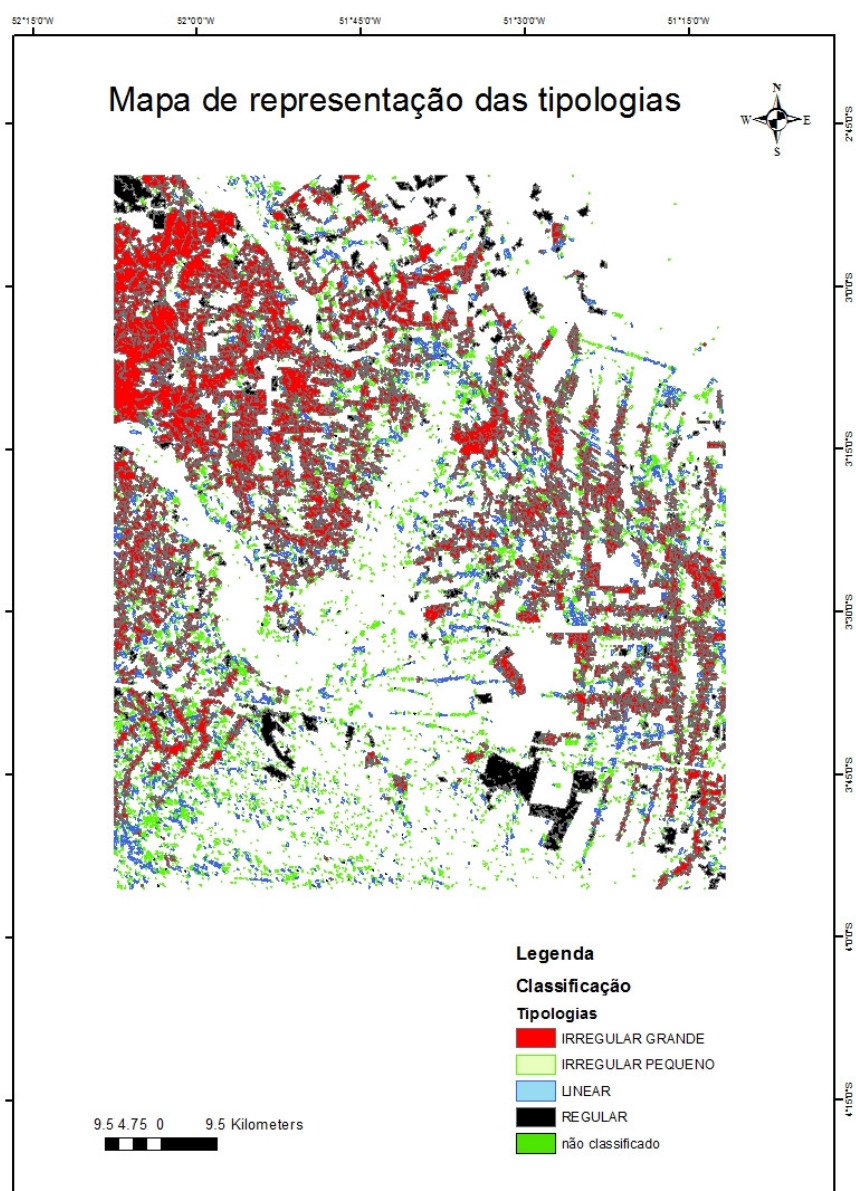 52°15'0"W 52°0'0"W 51°45'0"W 51°30'0"W 51°15'0"W
Mapa de representação das tipologias
N
W E
S
2°45'0"S
3°0'0"S
3°15'0"S
3°30'0"S
3°45'0"S
4°0'0"S
4°15'0"S
Legenda
Classificação
Tipologias
IRREGULAR GRANDE
IRREGULAR PEQUENO
LINEAR
REGULAR
não classificado
9.5 4.75 0 9.5 Kilometers